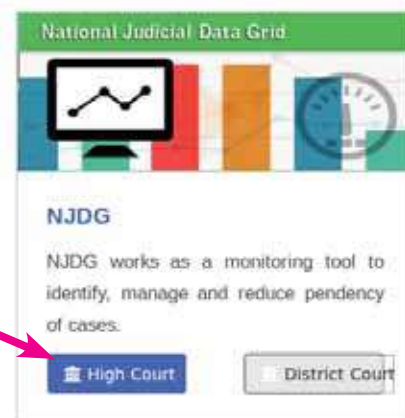 National Judicial Data Grid
NJDG
NJDG works as a monitoring tool to
identify, manage and reduce pendency
of cases.
High Court
District Court